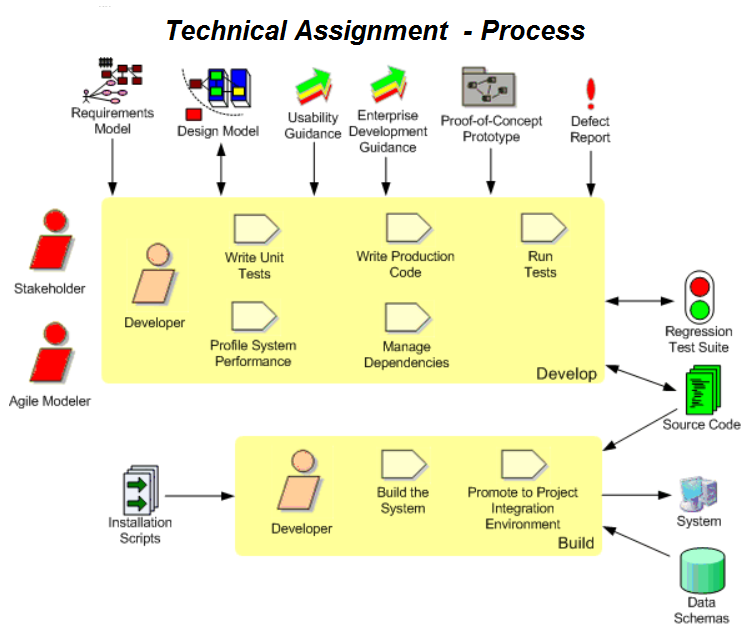 Technical Assignment - Process
Requirements
Model
Design Model
Usability
Guidance
Enterprise
Development
Guidance
Proof-of-Concept
Prototype
Defect
Report
Stakeholder
Agile Modeler
Developer
Write Unit
Tests
Write Production
Code
Run
Tests
Profile System
Performance
Manage
Dependencies
Develop
Regression
Test Suite
Source Code
Installation
Scripts
Developer
Build the
System
Promote to Project
Integration
Environment
Build
System
Data
Schemas